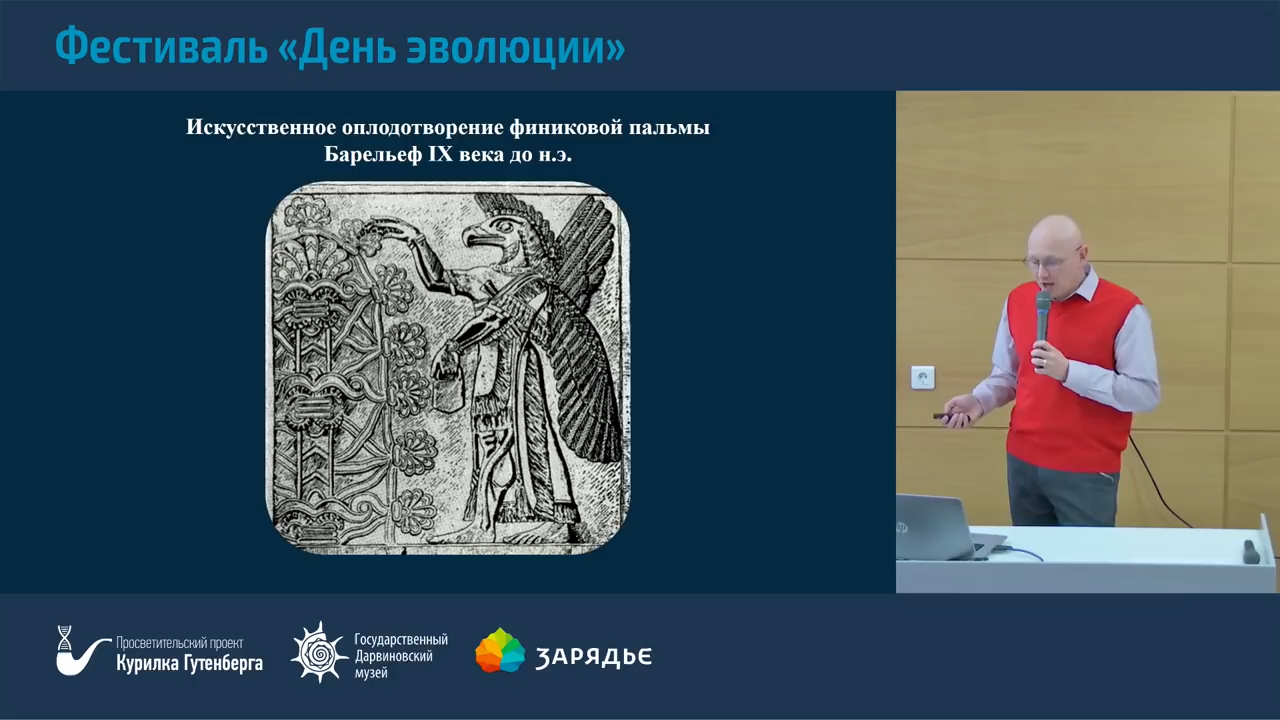 Фестиваль «День эволюции»
Искусственное оплодотворение финиковой пальмы
Барельеф IX века до н.э.
Просветительский проект
Курилка Гутенберга
Государственный
Дарвиновский
музей
ЗАРЯДЬЕ
hp